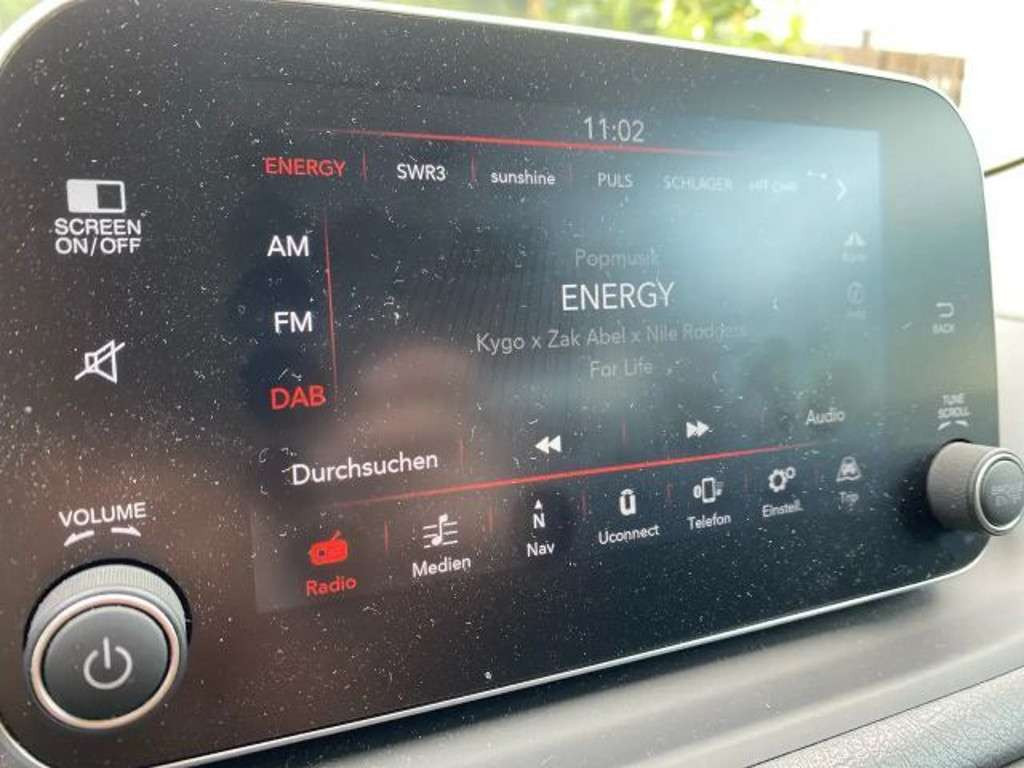 11:02
ENERGY SWR3 sunshine PULS SCHLAGER
SCREEN
ON/OFF
AM
Popmusik
ENERGY
FM
Kygo x Zak Abel x Nile Rodgers
For Life
BACK
DAB
Audio
TUNE
SCROLL
Durchsuchen
VOLUME
Radio
Medien
N
Nav
Uconnect
Telefon
Einstell.
Trip